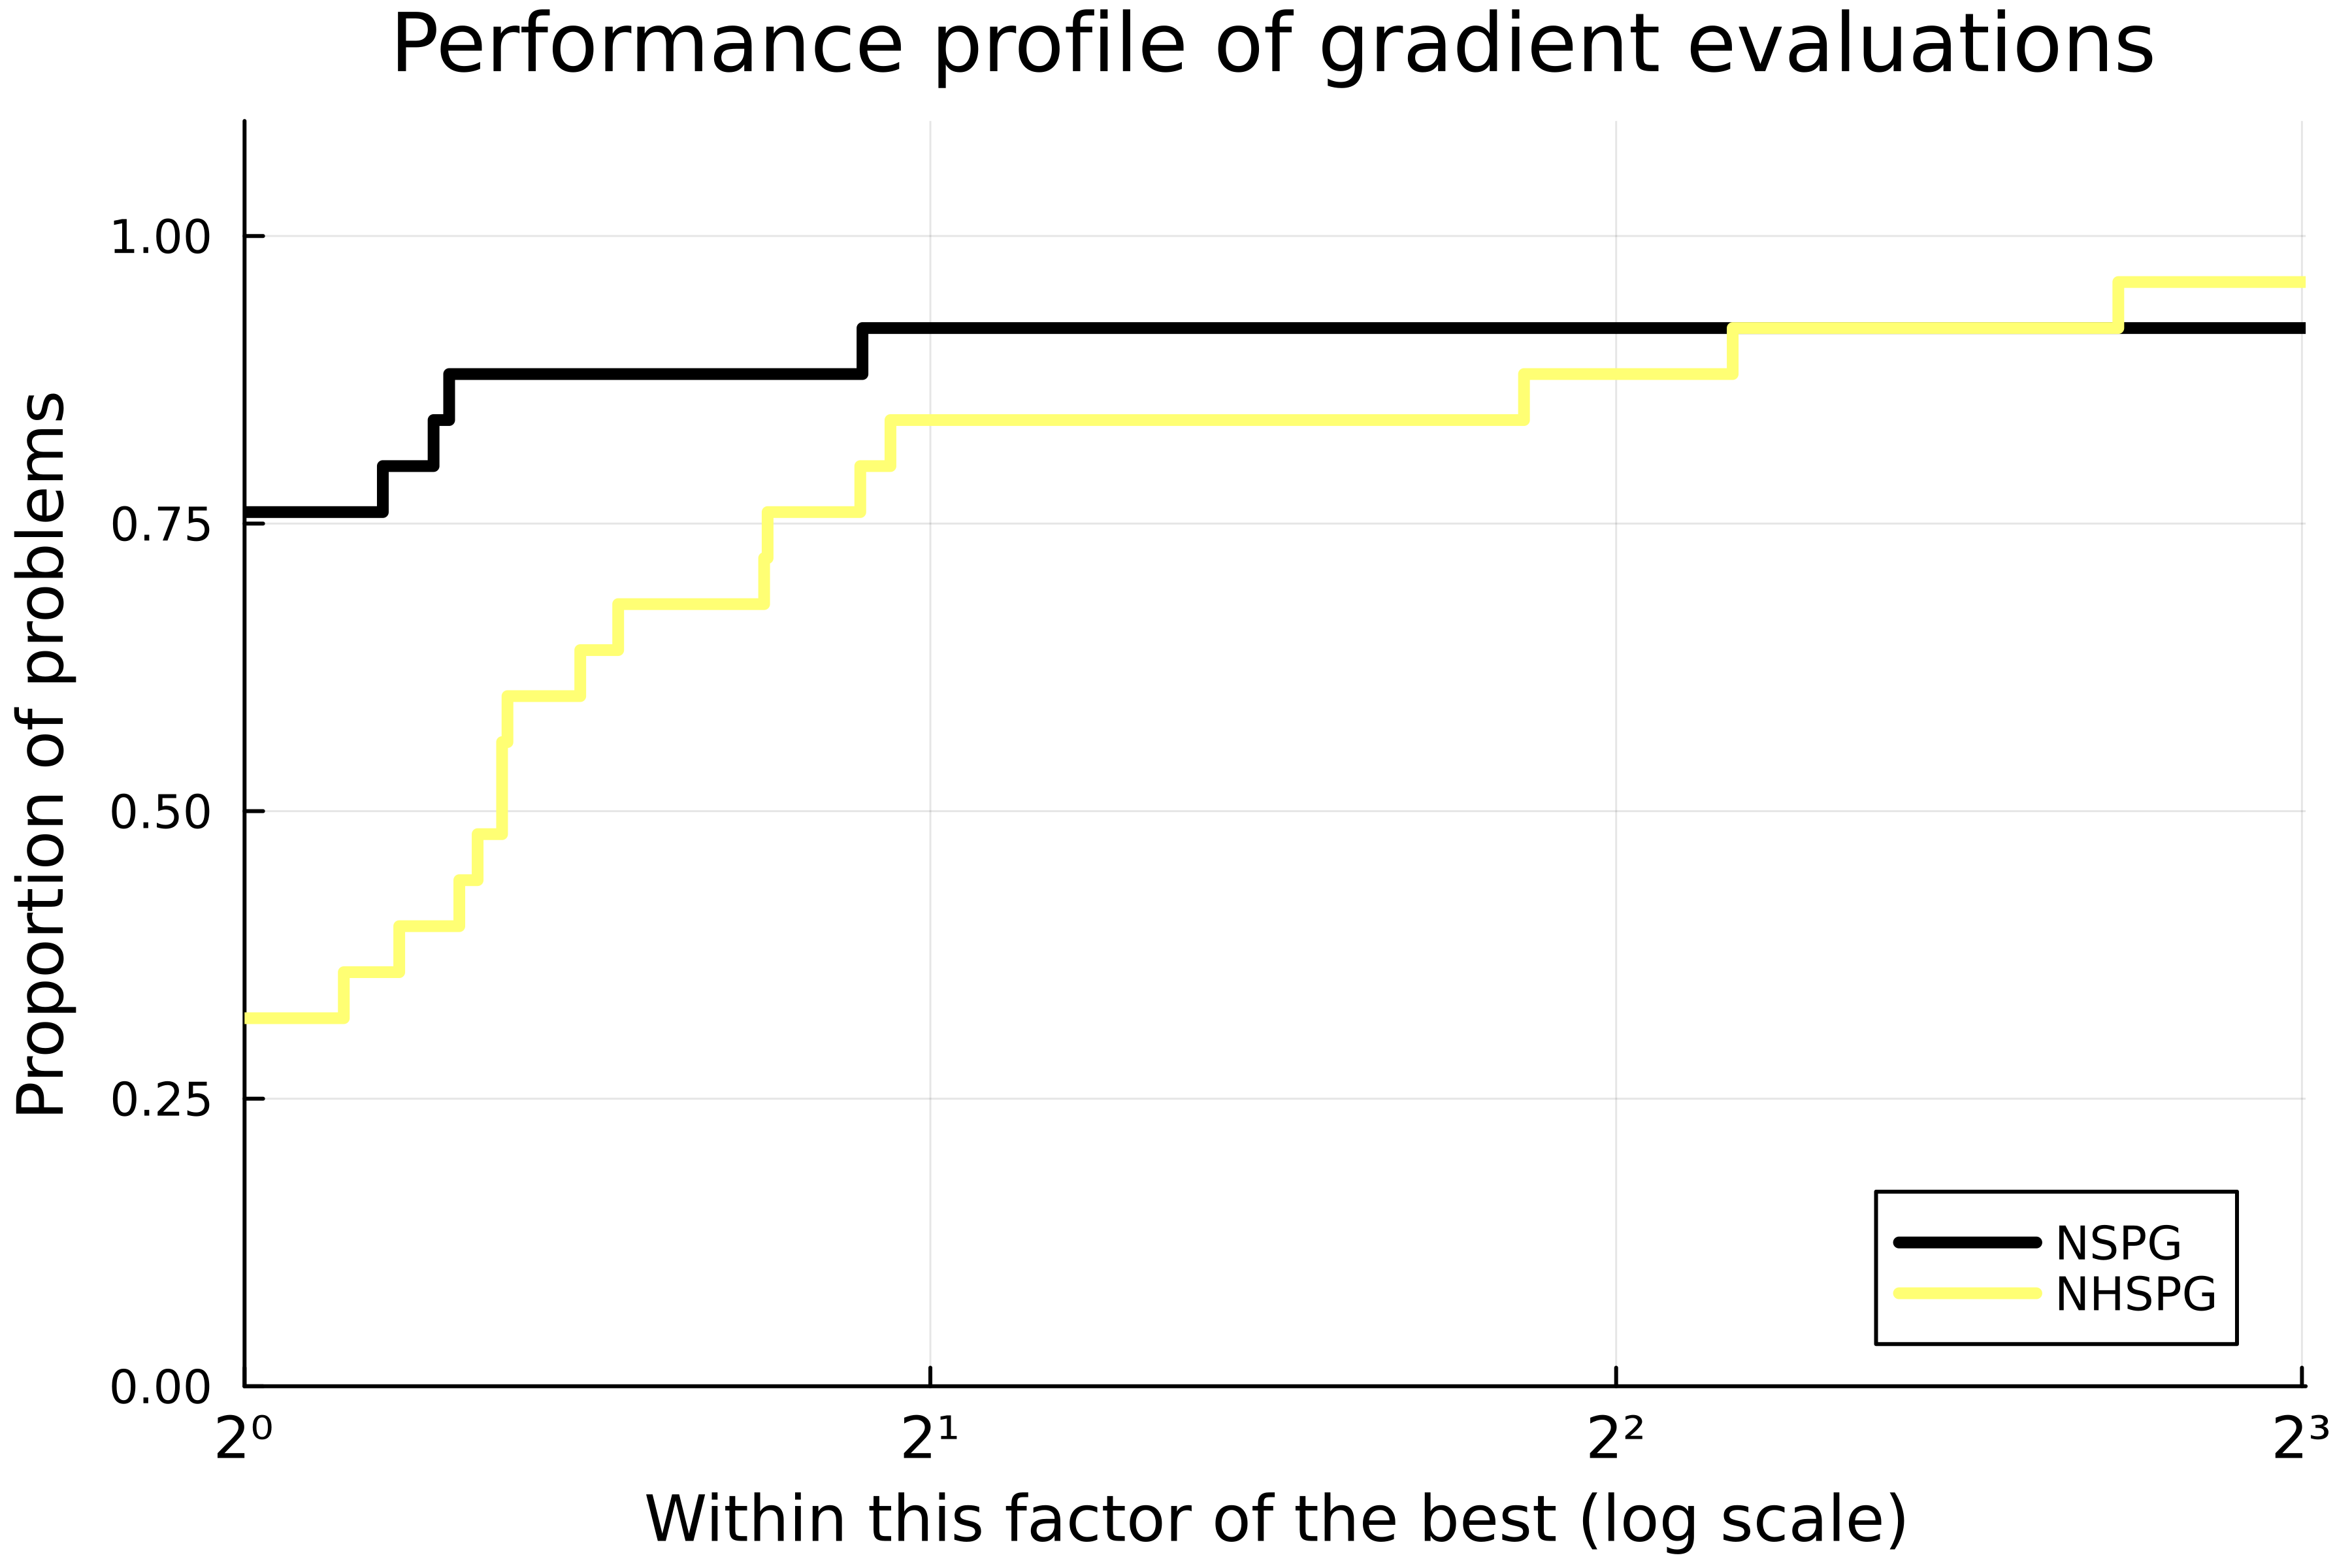 Performance profile of gradient evaluations
Proportion of problems
1.00
0.75
0.50
0.25
0.00
2⁰ 2¹ 2² 2³
Within this factor of the best (log scale)
NSPG
NHSPG